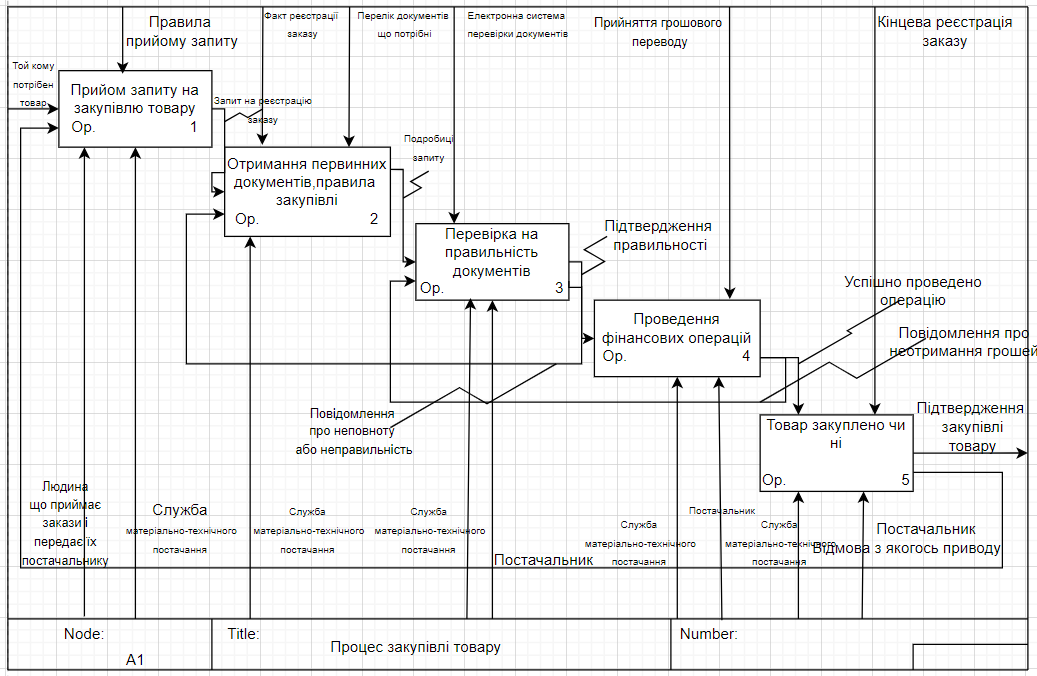 Правила
прийому запиту
Факт реєстрації
заказу
Перелік документів
що потрібні
Електронна система
перевірки документів
Прийняття грошового
переводу
Кінцева реєстрація
заказу
Той кому
потрібен
товар
Прийом запиту на
закупівлю товару
Ор. 1
Запит на реєстрацію
заказу
Отримання первинних
документів,правила
закупівлі
Ор. 2
Подробиці
запиту
Перевірка на
правильність
документів
Ор. 3
Підтвердження
правильності
Проведення
фінансових операцій
Ор. 4
Успішно проведено
операцію
Повідомлення про
неотримання грошей
Товар закуплено чи
ні
Ор. 5
Підтвердження
закупівлі
товару
Повідомлення
про неповноту
або неправильність
Людина
що приймає
закази і
передає їх
постачальнику
Служба
матеріально-технічного
постачання
Служба
матеріально-технічного
постачання
Служба
матеріально-технічного
постачання
Постачальник
Служба
матеріально-технічного
постачання
Постачальник
Служба
матеріально-технічного
постачання
Постачальник
Відмова з якогось приводу
Node:
A1
Title:
Процес закупівлі товару
Number: